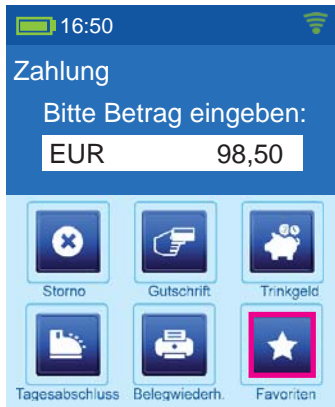 16:50
Zahlung
Bitte Betrag eingeben:
EUR 98,50
Storno Gutschrift Trinkgeld
Tagesabschluss Belegwiederh. Favoriten